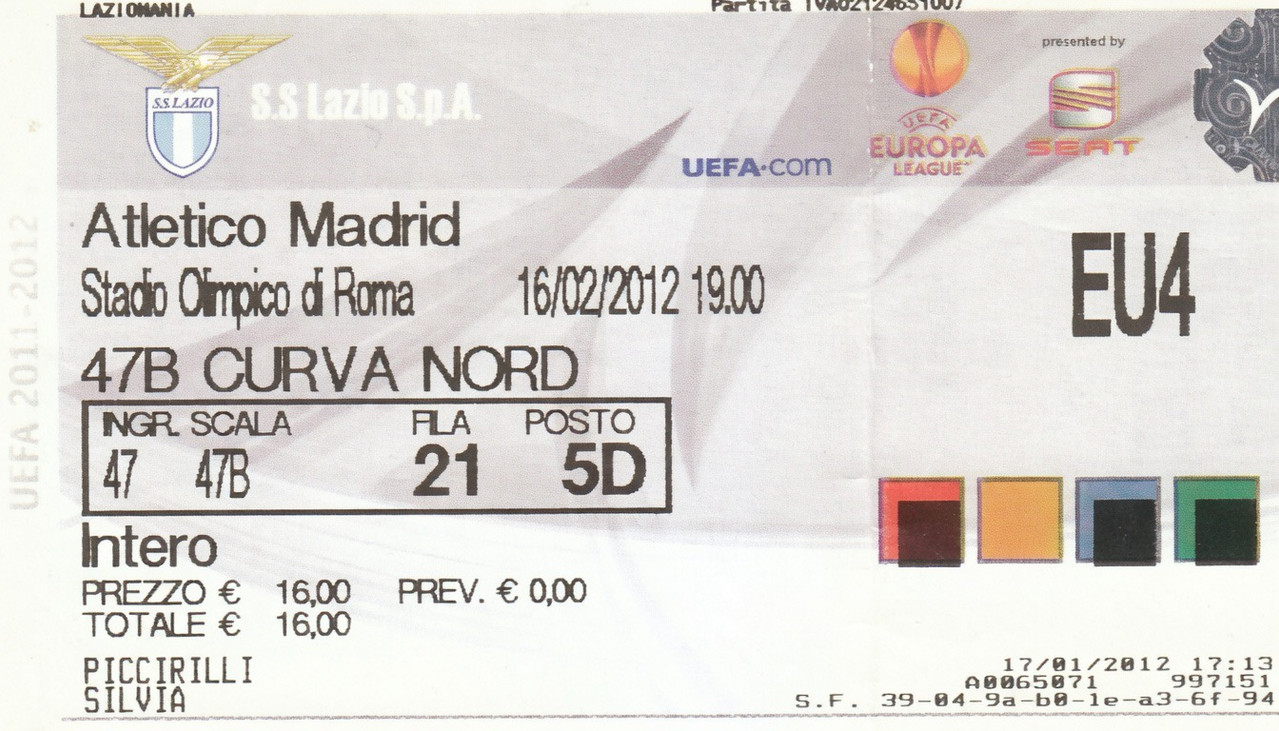 LAZIOMANIA
Partita IVA02124651007
S.S.LAZIO
S.S Lazio S.p.A.
UEFA.com
UEFA
EUROPA
LEAGUE
presented by
SEAT
UEFA 2011-2012
Atletico Madrid
Stadio Olimpico di Roma 16/02/2012 19.00
EU4
47B CURVA NORD
INGR. SCALA FILA POSTO
47 47B 21 5D
Intero
PREZZO € 16,00 PREV. € 0,00
TOTALE € 16,00
PICCIRILLI
SILVIA
17/01/2012 17:13
A0065071 997151
S.F. 39-04-9a-b0-1e-a3-6f-94